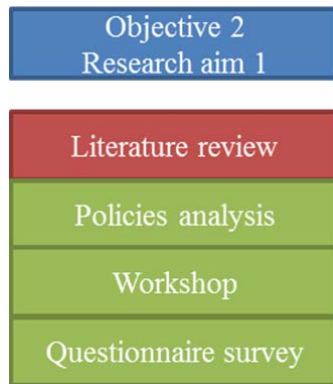 Objective 2
Research aim 1
Literature review
Policies analysis
Workshop
Questionnaire survey